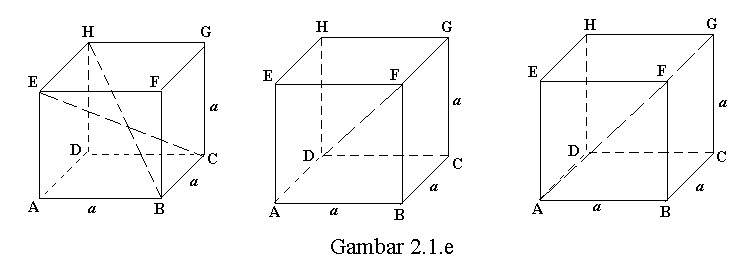 H G H G H G
E F E F E F
a a a
D C D C D C
a a a
A a B A a B A a B
Gambar 2.1.e